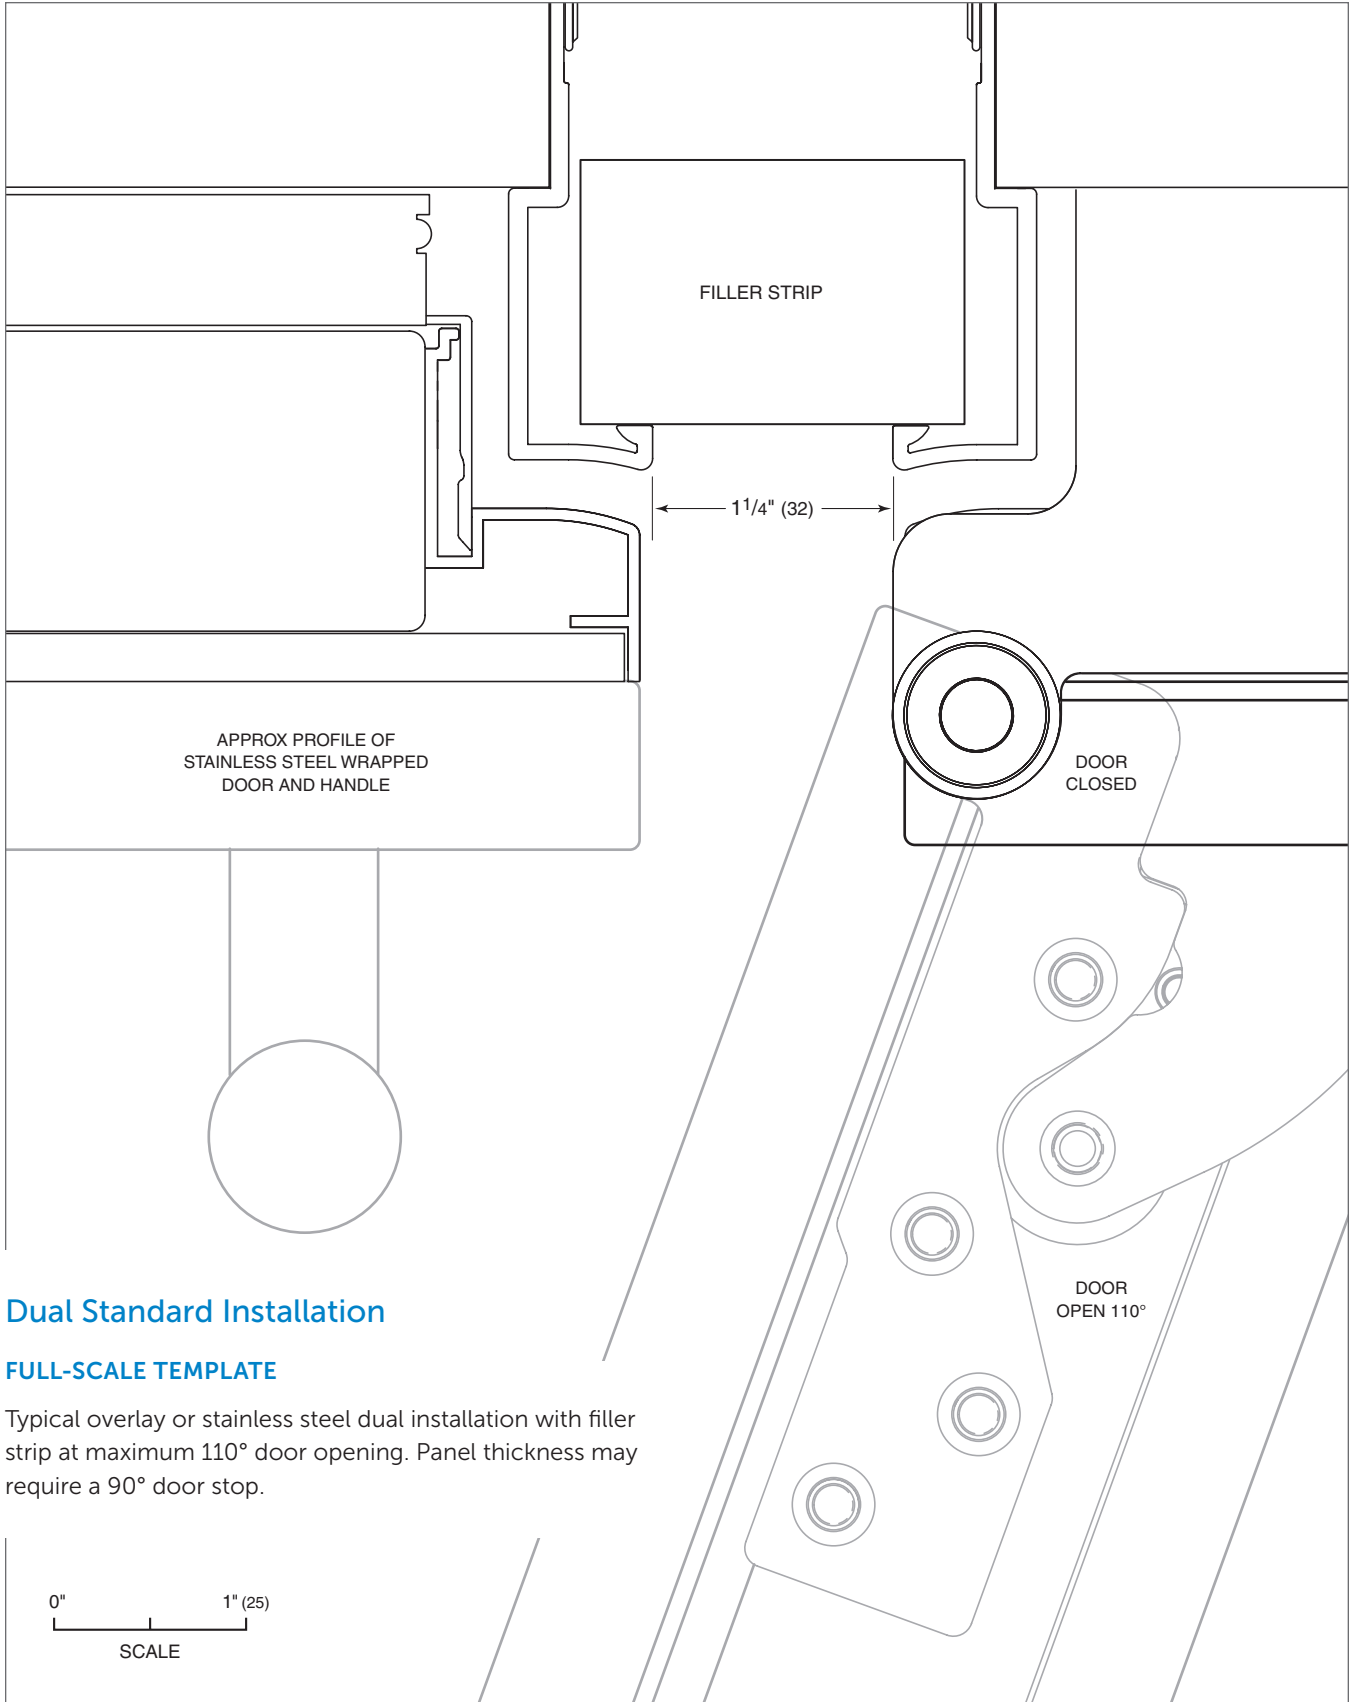 FILLER STRIP
1 1/4" (32)
APPROX PROFILE OF
STAINLESS STEEL WRAPPED
DOOR AND HANDLE
DOOR
CLOSED
DOOR
OPEN 110°
Dual Standard Installation
FULL-SCALE TEMPLATE
Typical overlay or stainless steel dual installation with filler
strip at maximum 110° door opening. Panel thickness may
require a 90° door stop.
0" 1" (25)
SCALE